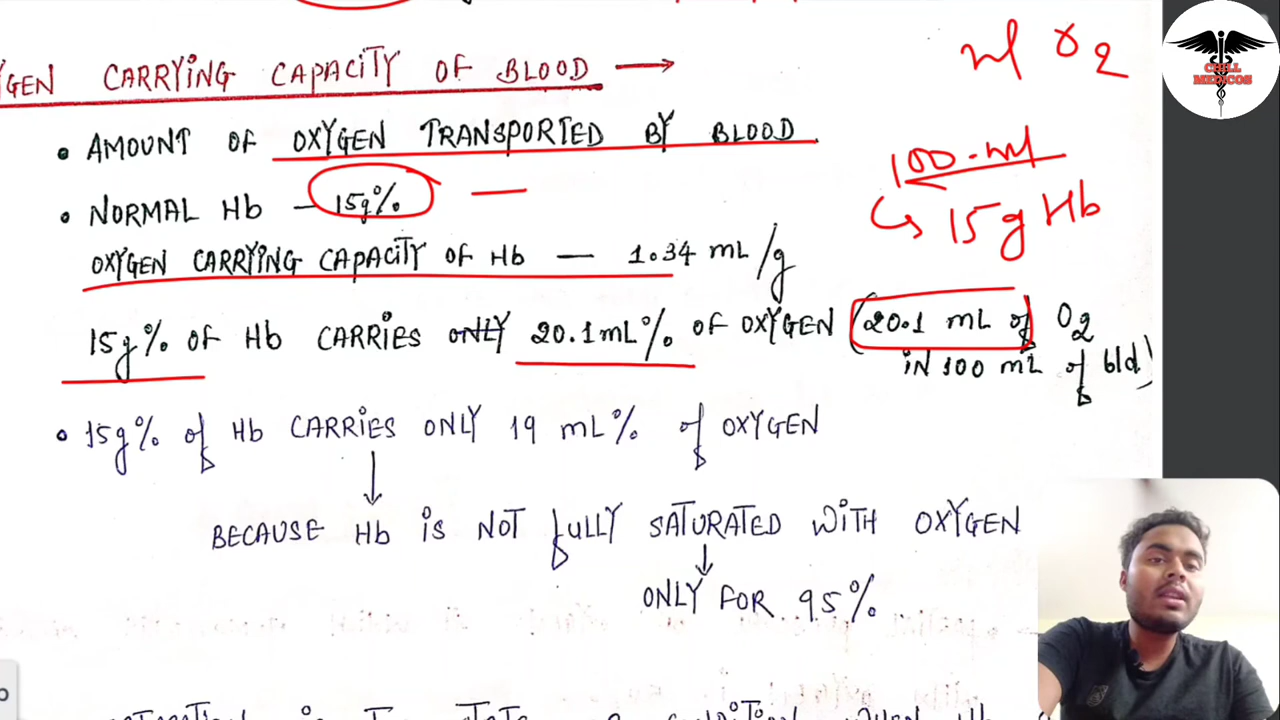 YGEN CARRYING CAPACITY OF BLOOD →
ml O2
CHILL
MEDICOS
• AMOUNT OF OXYGEN TRANSPORTED BY BLOOD
100-ml
• NORMAL Hb — 15g%
↳ 15g Hb
OXYGEN CARRYING CAPACITY OF Hb — 1.34 mL/g
15g% OF Hb CARRIES ONLY 20.1mL% OF OXYGEN (20.1 mL of O2
in 100 mL of bld)
• 15g% of Hb CARRIES ONLY 19 mL% of OXYGEN
BECAUSE Hb is NOT fULLY SATURATED WITH OXYGEN
ONLY FOR 95%